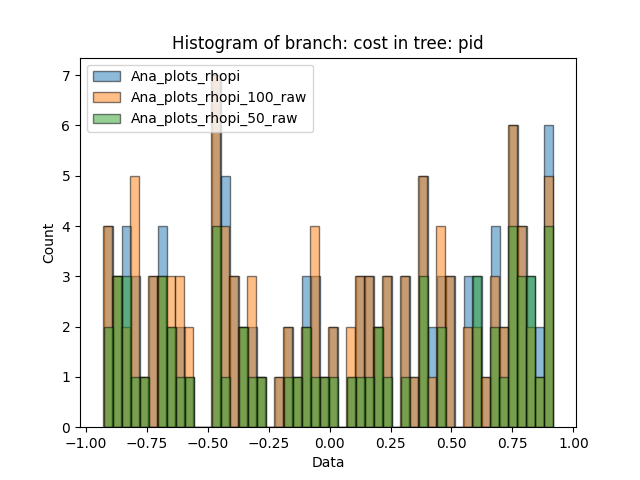 Histogram of branch: cost in tree: pid
Ana_plots_rhopi
Ana_plots_rhopi_100_raw
Ana_plots_rhopi_50_raw
Count
7
6
5
4
3
2
1
0
−1.00 −0.75 −0.50 −0.25 0.00 0.25 0.50 0.75 1.00
Data